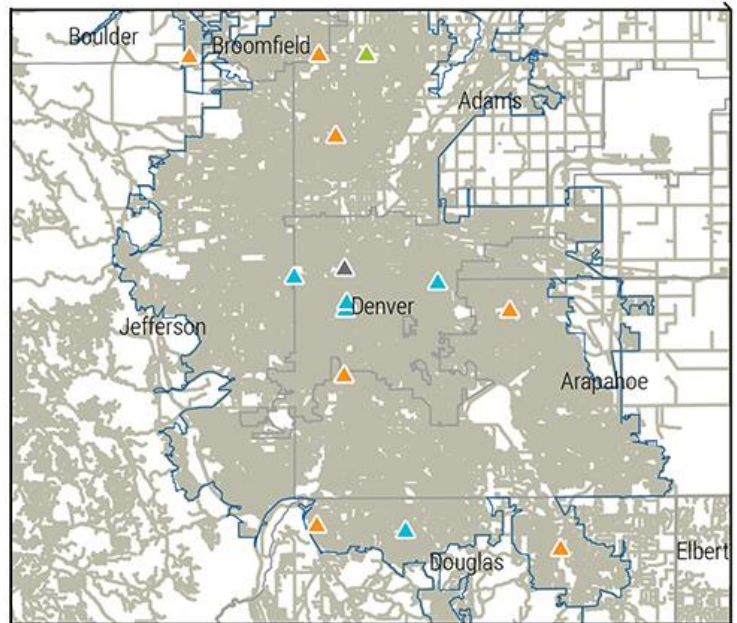 Boulder
Broomfield
Adams
Denver
Jefferson
Arapahoe
Douglas
Elbert